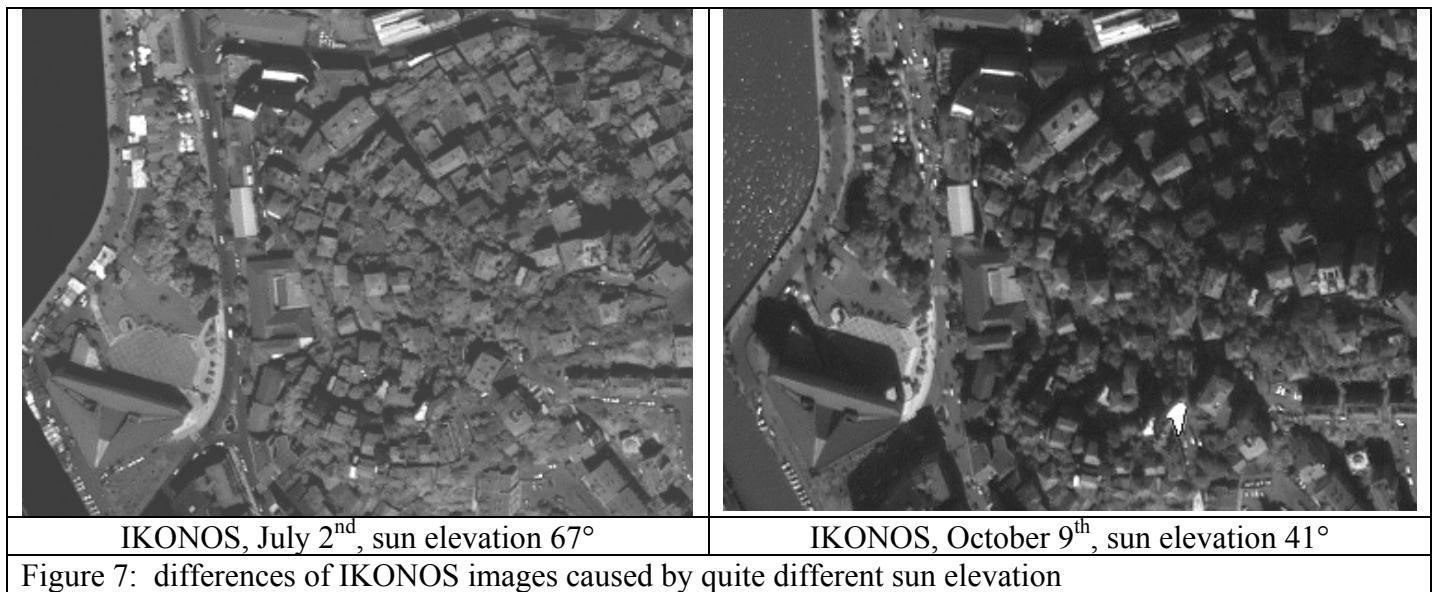 IKONOS, July 2nd, sun elevation 67°
IKONOS, October 9th, sun elevation 41°
Figure 7: differences of IKONOS images caused by quite different sun elevation